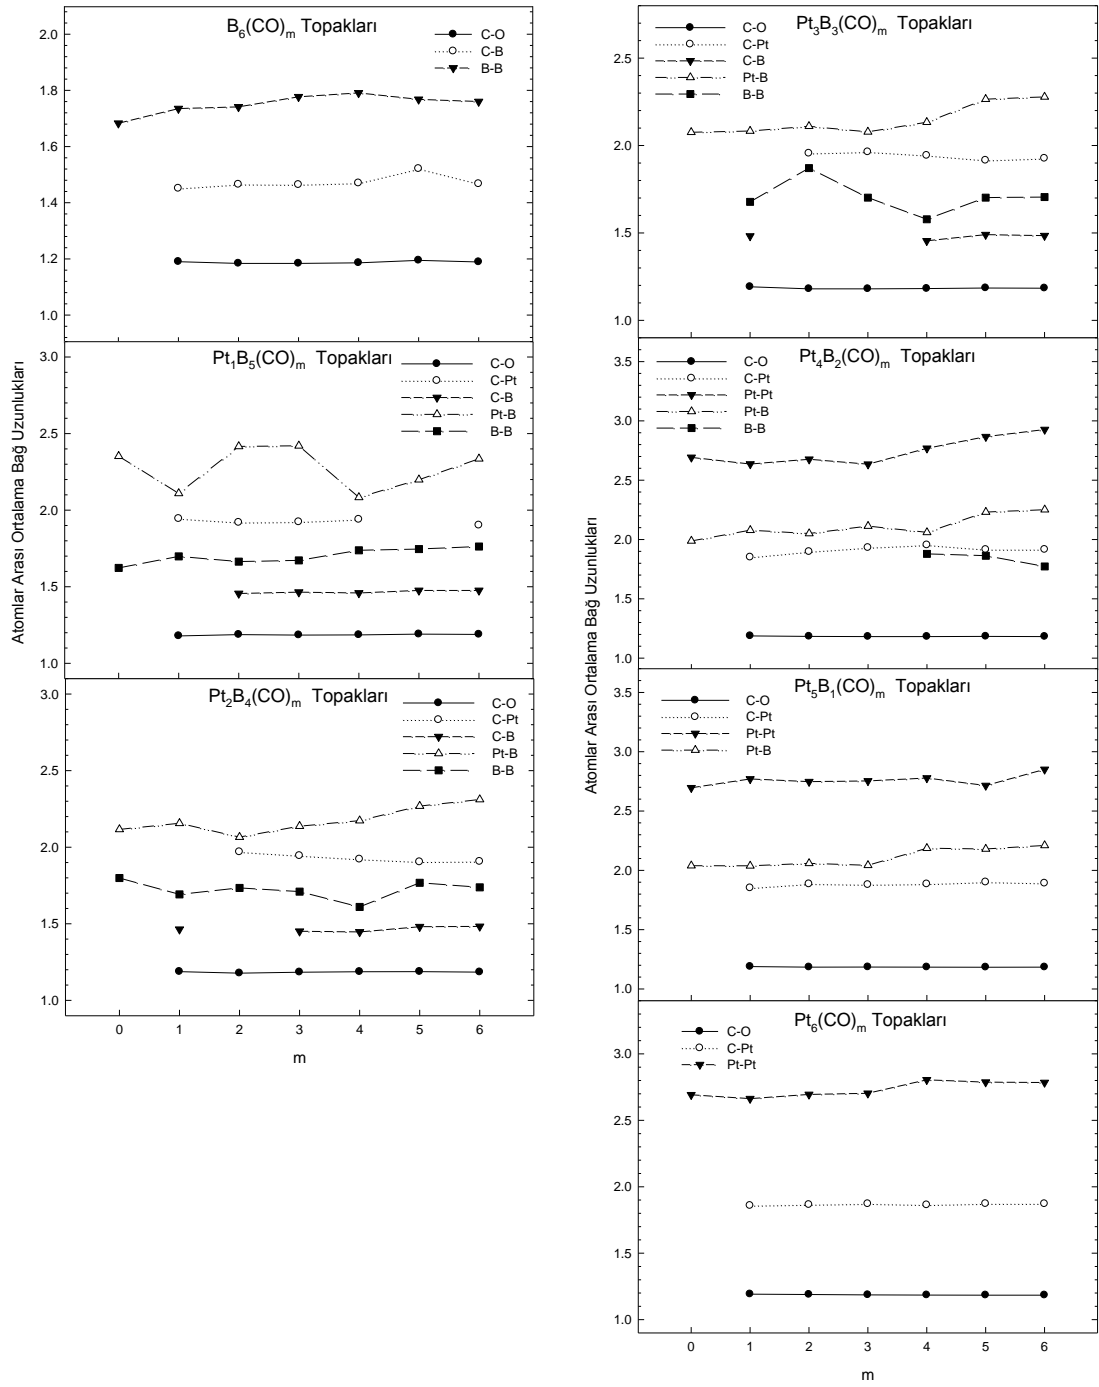 B6(CO)m Topakları
C-O
C-B
B-B
2.0
1.8
1.6
1.4
1.2
1.0
Pt1B5(CO)m Topakları
C-O
C-Pt
C-B
Pt-B
B-B
3.0
2.5
2.0
1.5
1.0
Pt2B4(CO)m Topakları
C-O
C-Pt
C-B
Pt-B
B-B
3.0
2.5
2.0
1.5
1.0
0 1 2 3 4 5 6
m
Atomlar Arası Ortalama Bağ Uzunlukları
Pt3B3(CO)m Topakları
C-O
C-Pt
C-B
Pt-B
B-B
2.5
2.0
1.5
1.0
Pt4B2(CO)m Topakları
C-O
C-Pt
Pt-Pt
Pt-B
B-B
3.5
3.0
2.5
2.0
1.5
1.0
Pt5B1(CO)m Topakları
C-O
C-Pt
Pt-Pt
Pt-B
3.5
3.0
2.5
2.0
1.5
1.0
Pt6(CO)m Topakları
C-O
C-Pt
Pt-Pt
3.0
2.5
2.0
1.5
1.0
0 1 2 3 4 5 6
m
Atomlar Arası Ortalama Bağ Uzunlukları